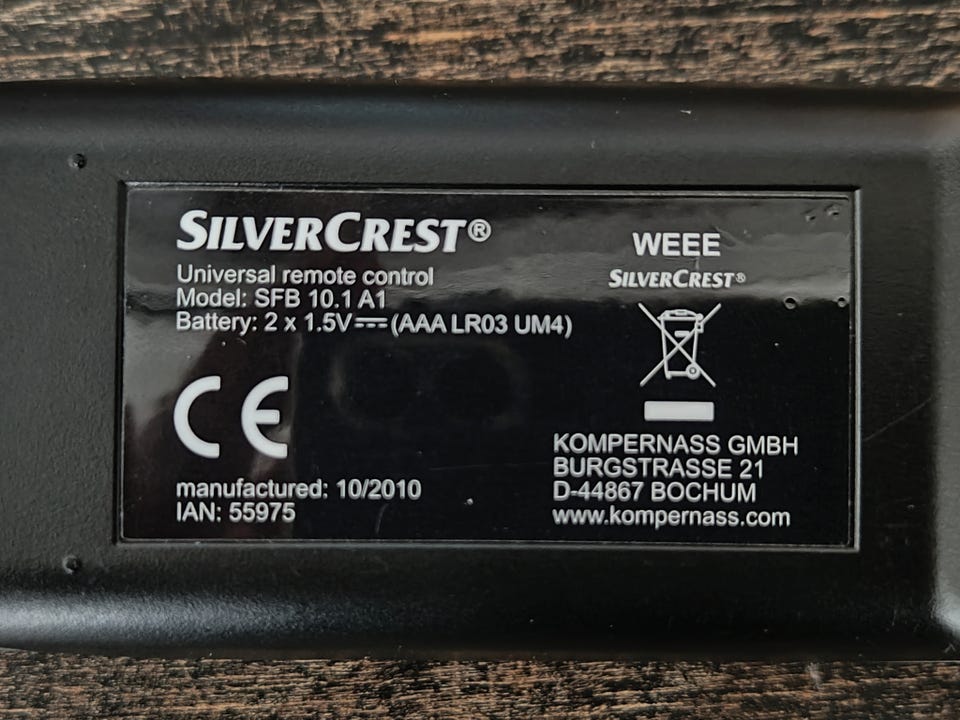 SILVERCREST®
Universal remote control
Model: SFB 10.1 A1
Battery: 2 x 1.5V⎓(AAA LR03 UM4)
CE
manufactured: 10/2010
IAN: 55975
WEEE
SILVERCREST®
KOMPERNASS GMBH
BURGSTRASSE 21
D-44867 BOCHUM
www.kompernass.com